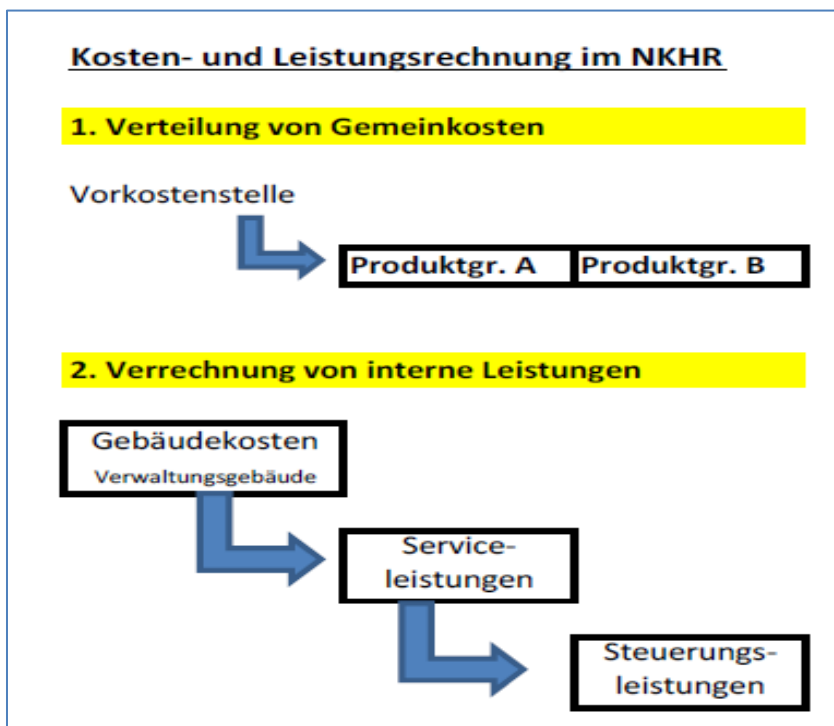 Kosten- und Leistungsrechnung im NKHR
1. Verteilung von Gemeinkosten
Vorkostenstelle
Produktgr. A Produktgr. B
2. Verrechnung von interne Leistungen
Gebäudekosten
Verwaltungsgebäude
Service-
leistungen
Steuerungs-
leistungen